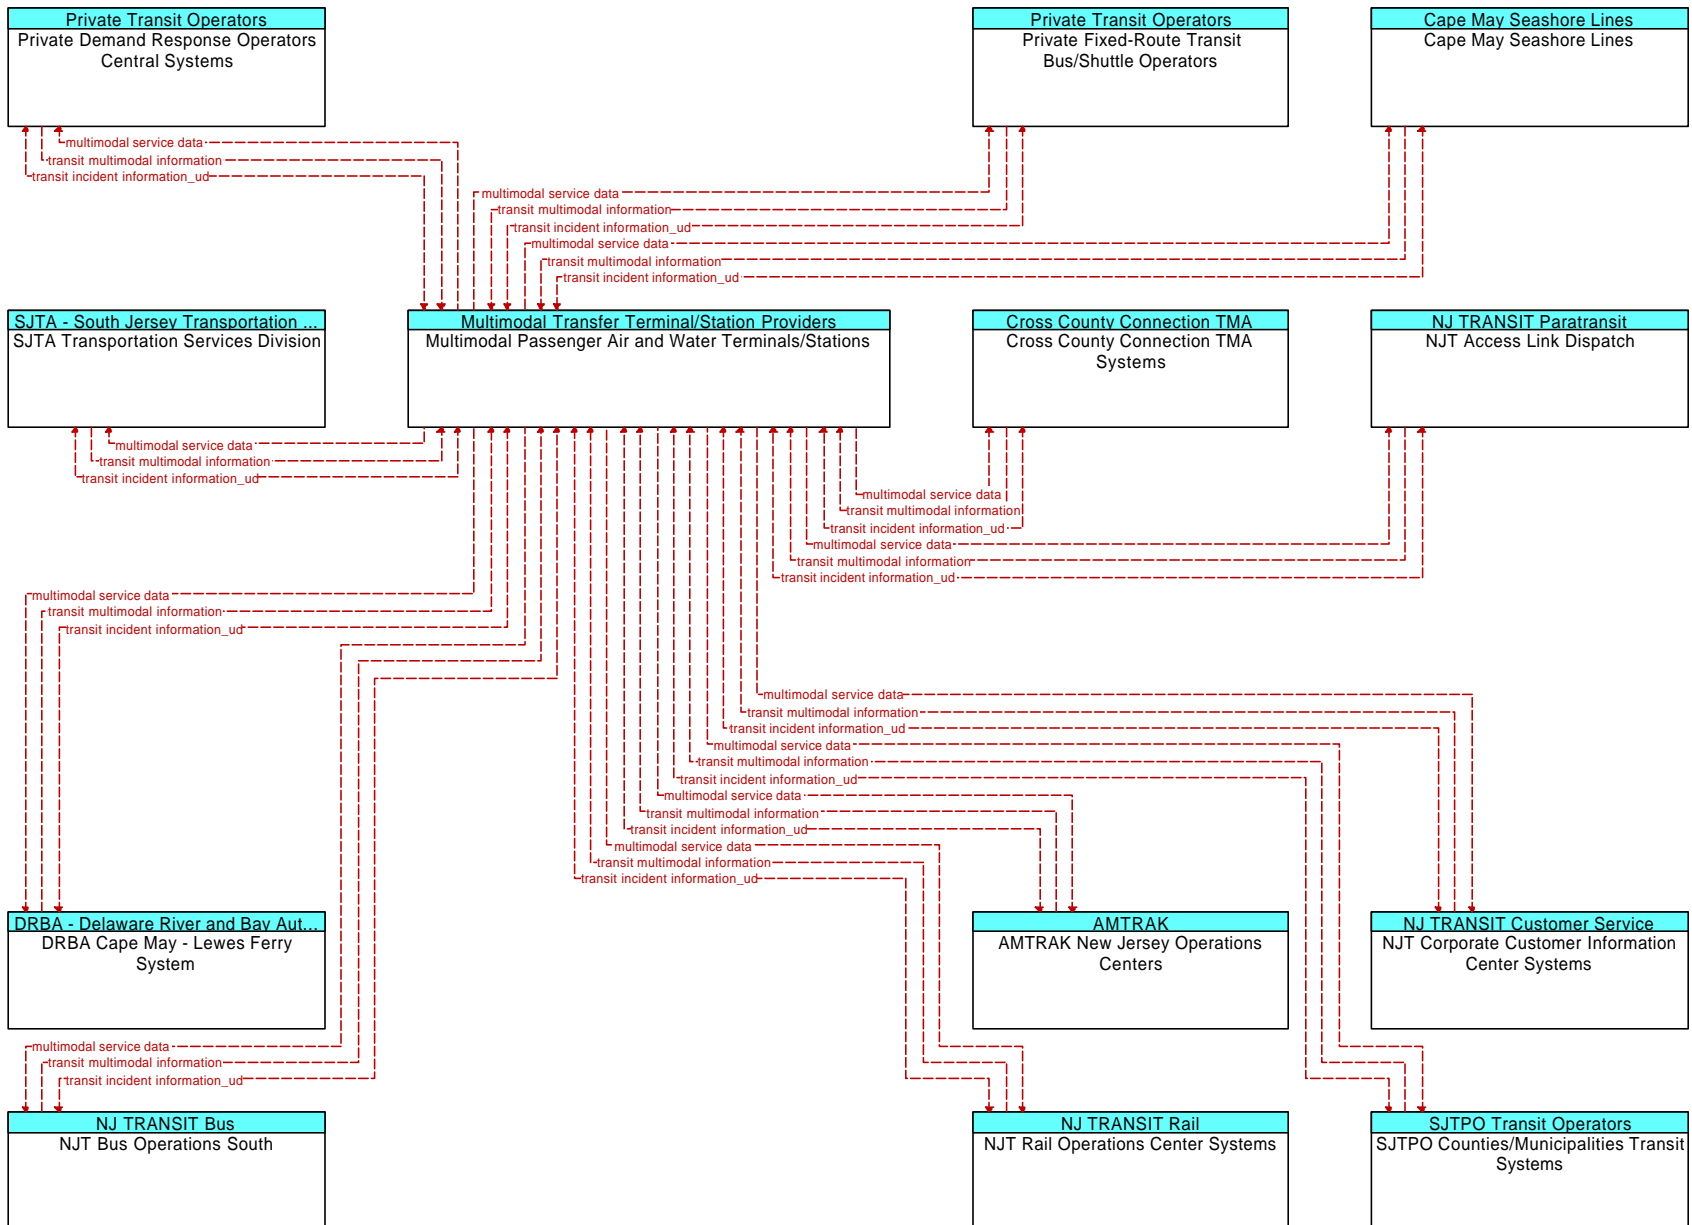 Private Transit Operators
Private Demand Response Operators
Central Systems
Private Transit Operators
Private Fixed-Route Transit
Bus/Shuttle Operators
Cape May Seashore Lines
Cape May Seashore Lines
multimodal service data
transit multimodal information
transit incident information_ud
multimodal service data
transit multimodal information
transit incident information_ud
multimodal service data
transit multimodal information
transit incident information_ud
SJTA - South Jersey Transportation ...
SJTA Transportation Services Division
Multimodal Transfer Terminal/Station Providers
Multimodal Passenger Air and Water Terminals/Stations
Cross County Connection TMA
Cross County Connection TMA
Systems
NJ TRANSIT Paratransit
NJT Access Link Dispatch
multimodal service data
transit multimodal information
transit incident information_ud
multimodal service data
transit multimodal information
transit incident information_ud
multimodal service data
transit multimodal information
transit incident information_ud
multimodal service data
transit multimodal information
transit incident information_ud
multimodal service data
transit multimodal information
transit incident information_ud
multimodal service data
transit multimodal information
transit incident information_ud
multimodal service data
transit multimodal information
transit incident information_ud
multimodal service data
transit multimodal information
transit incident information_ud
DRBA - Delaware River and Bay Aut...
DRBA Cape May - Lewes Ferry
System
AMTRAK
AMTRAK New Jersey Operations
Centers
NJ TRANSIT Customer Service
NJT Corporate Customer Information
Center Systems
multimodal service data
transit multimodal information
transit incident information_ud
NJ TRANSIT Bus
NJT Bus Operations South
NJ TRANSIT Rail
NJT Rail Operations Center Systems
SJTPO Transit Operators
SJTPO Counties/Municipalities Transit
Systems